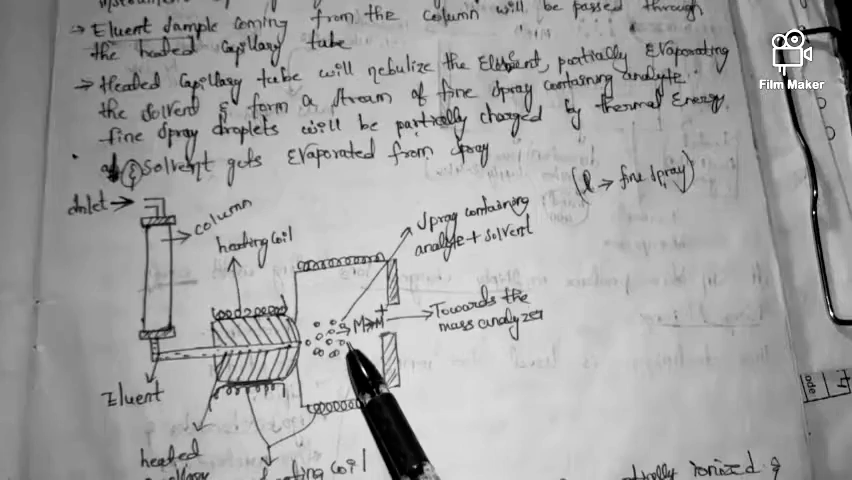 → Eluent sample coming from the column will be passed through
the heated capillary tube
→ Heated capillary tube will nebulize the Eluent, partially Evaporating
the solvent & form a stream of fine spray containing analyte.
fine spray droplets will be partically charged by thermal Energy
& solvent gets Evaporated from spray
(l → fine spray)
Inlet →
column
heating coil
spray containing
analyte + solvent
Towards the
mass analyzer
Eluent
heated
heating coil
ionized
Film Maker